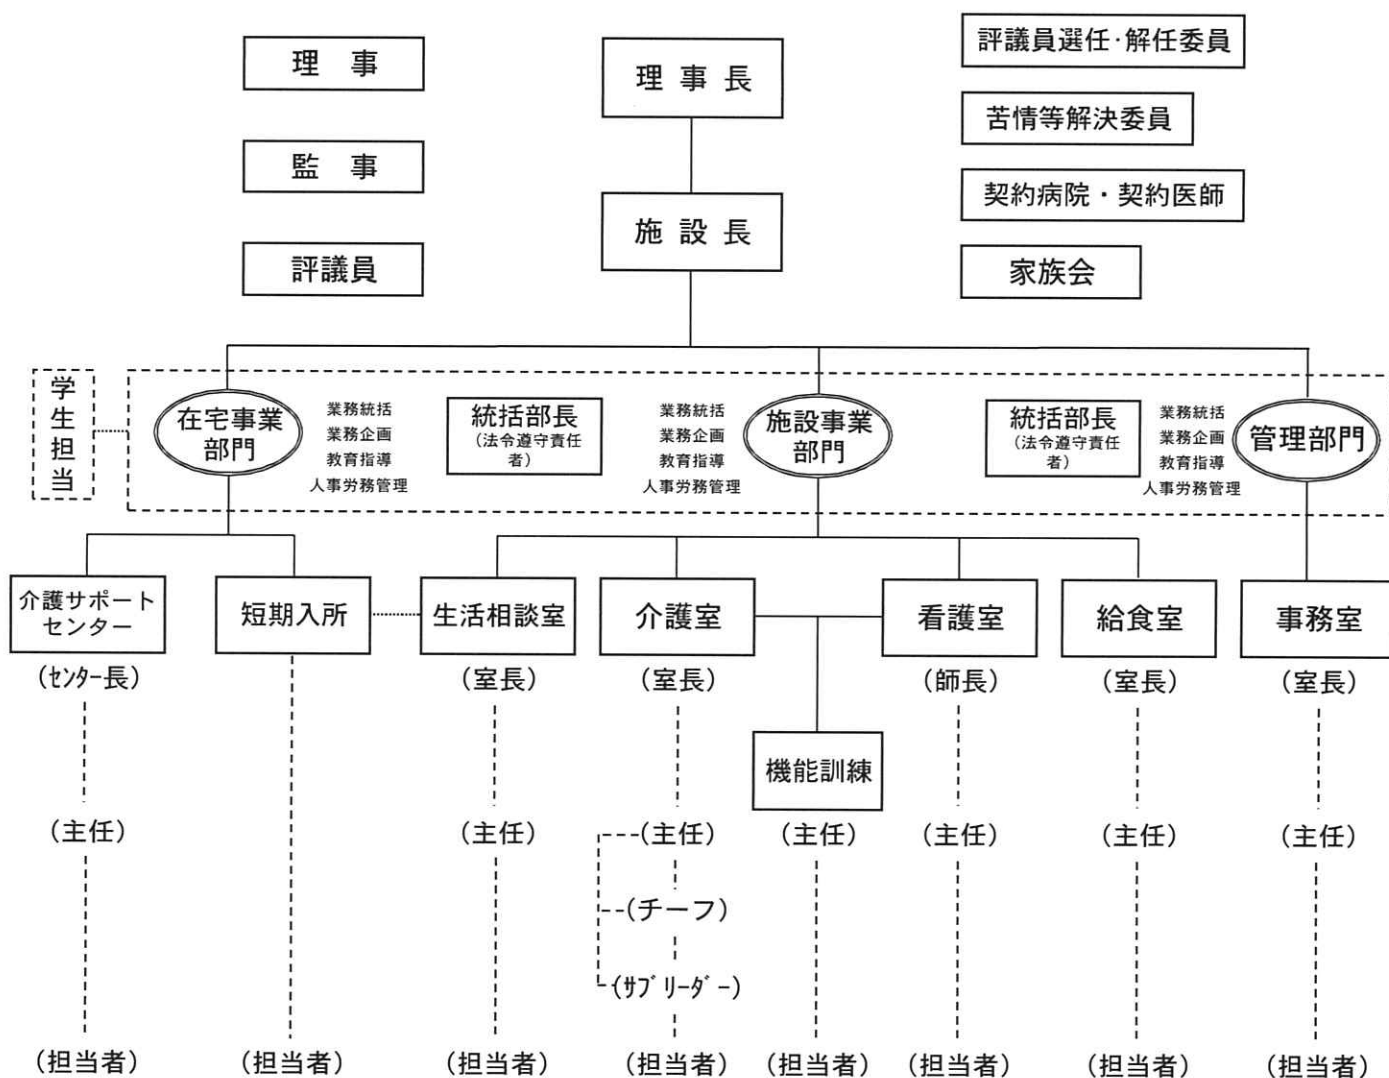 理　事
理 事 長
評議員選任・解任委員
監　事
苦情等解決委員
施 設 長
契約病院・契約医師
評議員
家族会
学
生
担
当
在宅事業
部門
業務統括
業務企画
教育指導
人事労務管理
統括部長
（法令遵守責任
者）
業務統括
業務企画
教育指導
人事労務管理
施設事業
部門
統括部長
（法令遵守責任
者）
業務統括
業務企画
教育指導
人事労務管理
管理部門
介護サポート
センター
短期入所
生活相談室
介護室
看護室
給食室
事務室
(ｾﾝﾀｰ長)
(室長)
(室長)
(師長)
(室長)
(室長)
機能訓練
(主任)
(主任)
(主任)
(主任)
(主任)
(主任)
(主任)
(チーフ)
(ｻﾌﾞﾘｰﾀﾞｰ)
(担当者)
(担当者)
(担当者)
(担当者)
(担当者)
(担当者)
(担当者)
(担当者)